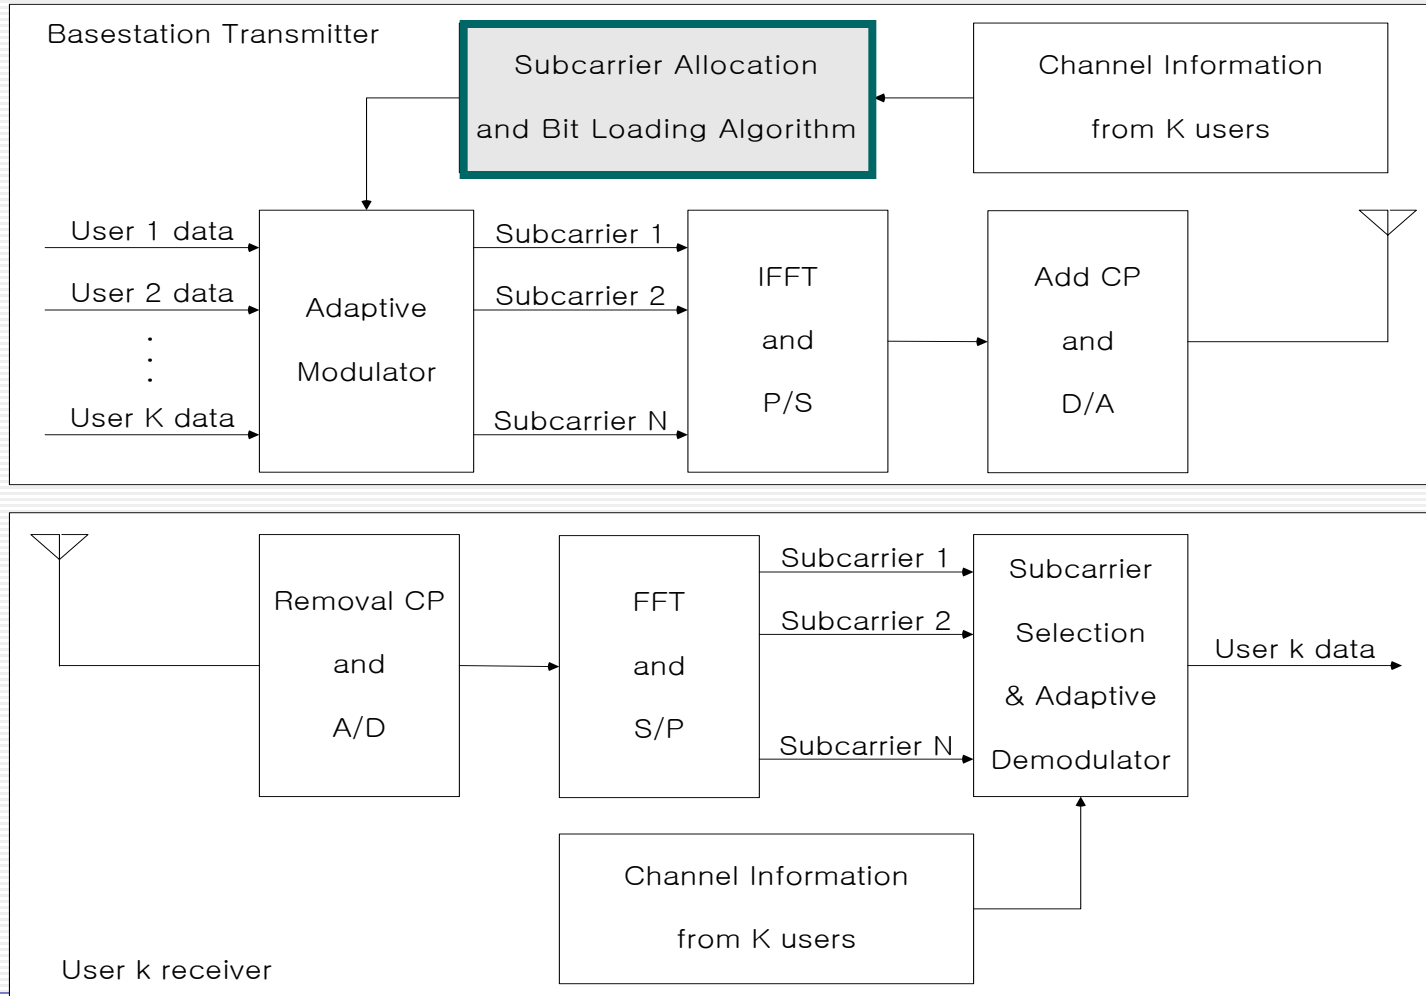 Basestation Transmitter
Subcarrier Allocation
and Bit Loading Algorithm
Channel Information
from K users
User 1 data
User 2 data
User K data
Adaptive
Modulator
Subcarrier 1
Subcarrier 2
Subcarrier N
IFFT
and
P/S
Add CP
and
D/A
Removal CP
and
A/D
FFT
and
S/P
Subcarrier 1
Subcarrier 2
Subcarrier N
Subcarrier
Selection
& Adaptive
Demodulator
User k data
Channel Information
from K users
User k receiver